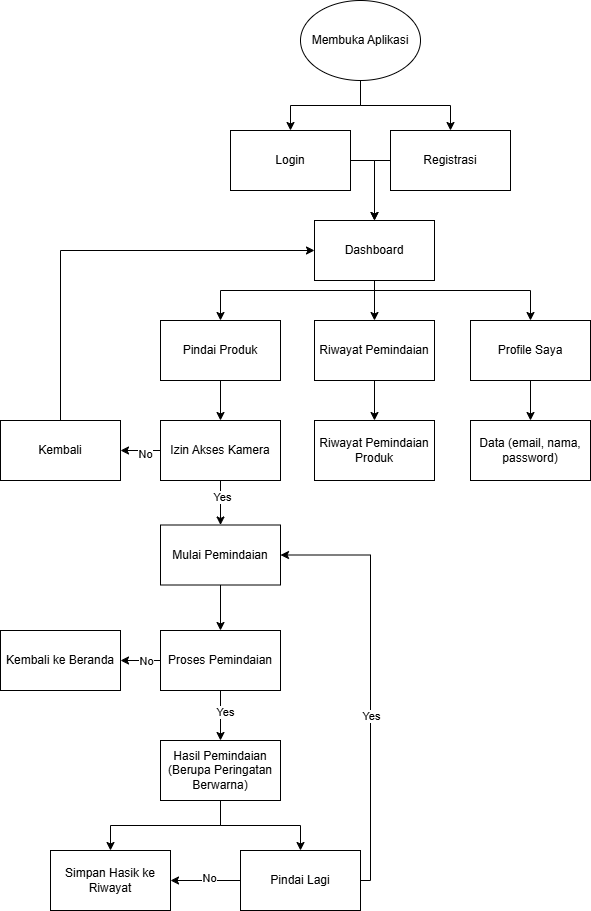 Membuka Aplikasi
Login
Registrasi
Dashboard
Pindai Produk
Riwayat Pemindaian
Profile Saya
Kembali
No
Izin Akses Kamera
Riwayat Pemindaian
Produk
Data (email, nama,
password)
Yes
Mulai Pemindaian
Kembali ke Beranda
No
Proses Pemindaian
Yes
Yes
Hasil Pemindaian
(Berupa Peringatan
Berwarna)
Simpan Hasik ke
Riwayat
No
Pindai Lagi